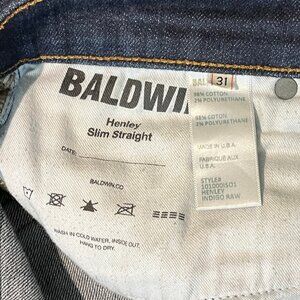 BALDWI
Henley
Slim Straight
DATE:
BALDWIN.CO
WASH IN COLD WATER, INSIDE OUT.
HANG TO DRY.
BAL 31
98% COTTON
2% POLYURETHANE
98% COTTON
2% POLYURETHANE
MADE IN
U.S.A.
FABRIQUÉ AUX
U.S.A.
STYLE#
HENLEY
INDIGO RAW